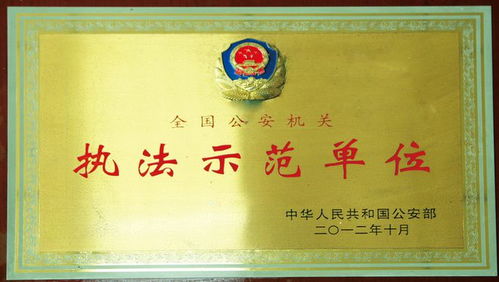 全国公安机关
执法示范单位
中华人民共和国公安部
二〇一二年十月